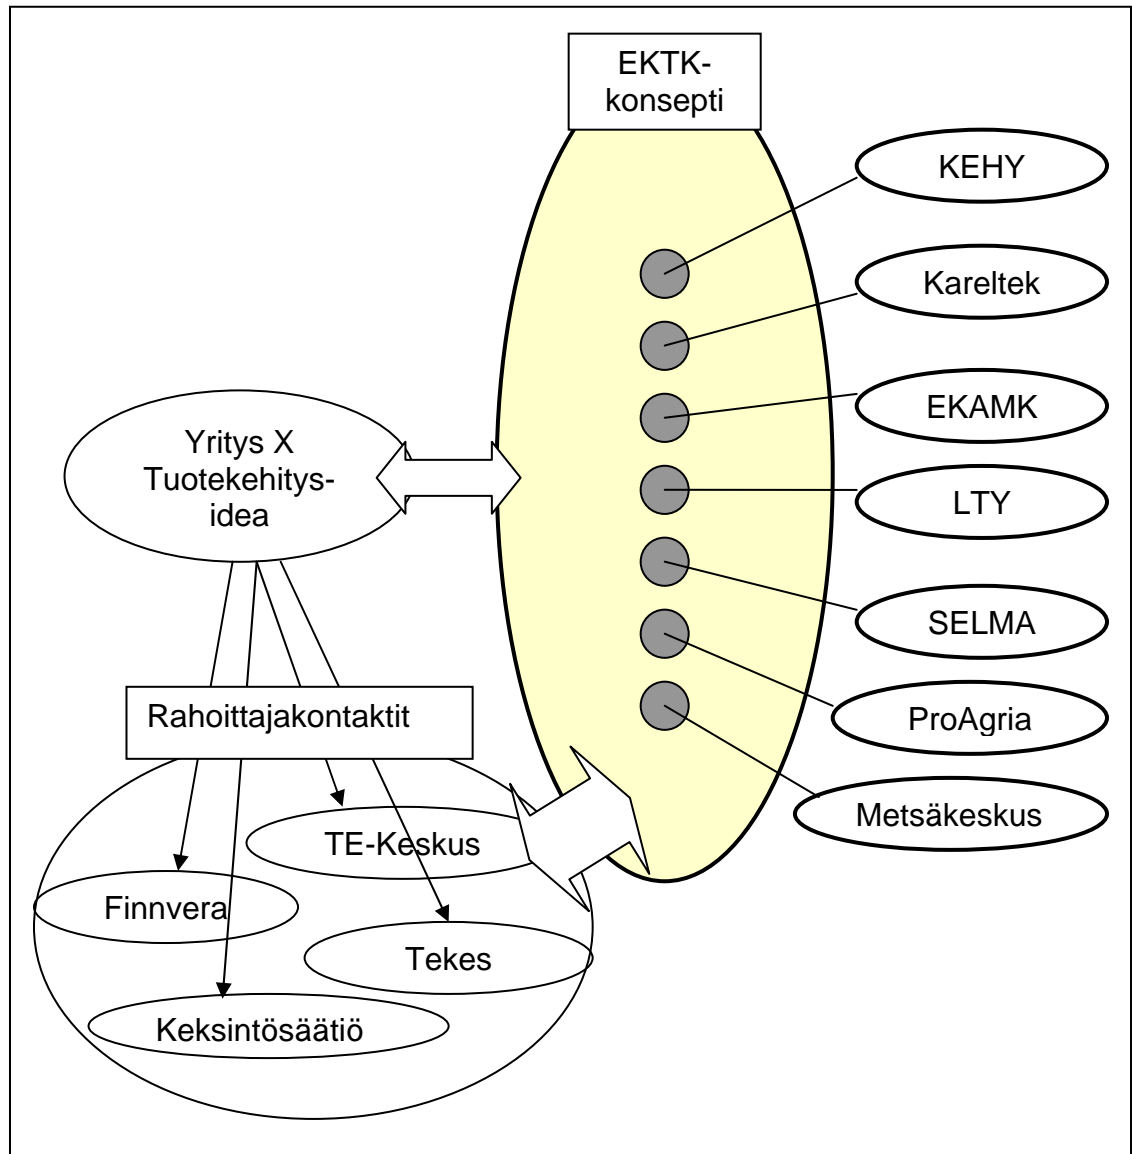 EKTK-
konsepti
KEHY
Kareltek
EKAMK
LTY
SELMA
ProAgria
Metsäkeskus
Yritys X
Tuotekehitys-
idea
Rahoittajakontaktit
TE-Keskus
Finnvera
Tekes
Keksintösäätiö